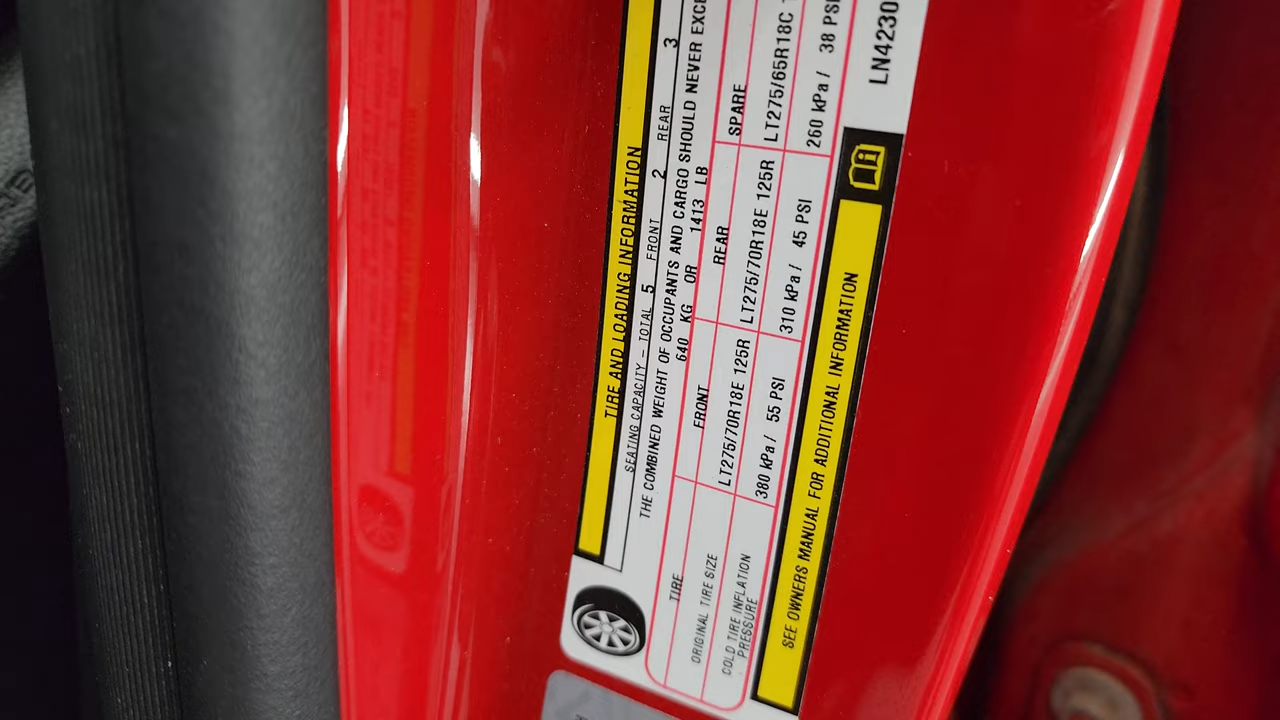 TIRE AND LOADING INFORMATION
SEATING CAPACITY – TOTAL 5 FRONT 2 REAR 3
THE COMBINED WEIGHT OF OCCUPANTS AND CARGO SHOULD NEVER
640 KG OR 1413 LB
TIRE FRONT REAR SPARE
ORIGINAL TIRE SIZE LT275/70R18E 125R LT275/70R18E 125R LT275/65R18C
COLD TIRE INFLATION PRESSURE 380 kPa / 55 PSI 310 kPa / 45 PSI 260 kPa / 38 PSI
SEE OWNERS MANUAL FOR ADDITIONAL INFORMATION
LN4230